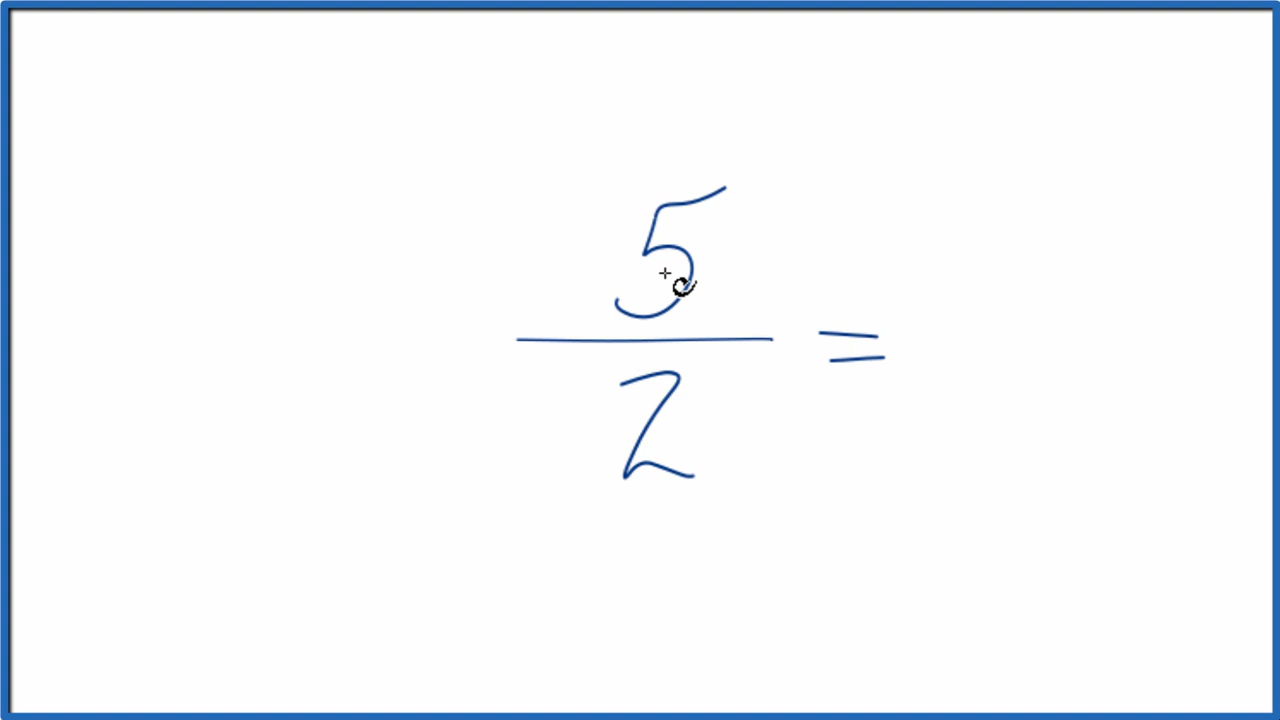 5
— =
2